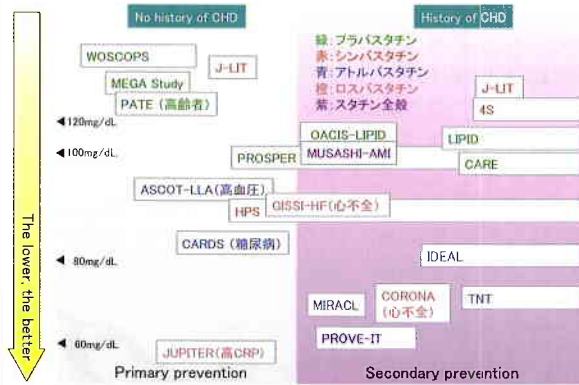 No history of CHD
History of CHD
WOSCOPS
J-LIT
MEGA Study
PATE (高齢者)
緑：プラバスタチン
赤：シンバスタチン
青：アトルバスタチン
橙：ロスバスタチン
紫：スタチン全般
J-LIT
4S
◀120mg/dL
OACIS-LIPID
LIPID
◀100mg/dL
PROSPER
MUSASHI-AMI
CARE
ASCOT-LLA(高血圧)
HPS
GISSI-HF(心不全)
CARDS (糖尿病)
◀ 80mg/dL
IDEAL
MIRACL
CORONA
(心不全)
TNT
PROVE-IT
◀ 60mg/dL
JUPITER(高CRP)
The lower, the better
Primary prevention
Secondary prevention